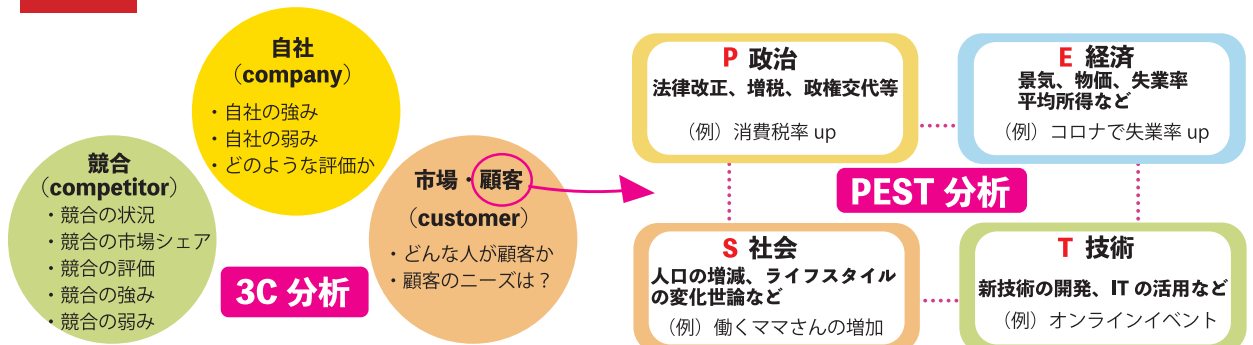 自社
（company）
・自社の強み
・自社の弱み
・どのような評価か
競合
（competitor）
・競合の状況
・競合の市場シェア
・競合の評価
・競合の強み
・競合の弱み
市場・顧客
（customer）
・どんな人が顧客か
・顧客のニーズは？
3C 分析
P 政治
法律改正、増税、政権交代等
（例）消費税率 up
E 経済
景気、物価、失業率
平均所得など
（例）コロナで失業率 up
PEST 分析
S 社会
人口の増減、ライフスタイル
の変化世論など
（例）働くママさんの増加
T 技術
新技術の開発、IT の活用など
（例）オンラインイベント